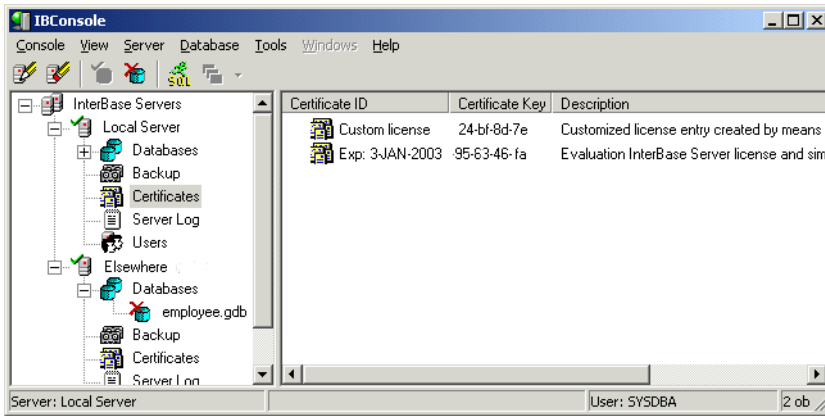 IBConsole
Console View Server Database Tools Windows Help
SQL
InterBase Servers
Local Server
Databases
Backup
Certificates
Server Log
Users
Elsewhere
Databases
employee.gdb
Backup
Certificates
Server Log
Certificate ID Certificate Key Description
Custom license 24-bf-8d-7e Customized license entry created by means
Exp: 3-JAN-2003 -95-63-46-fa Evaluation InterBase Server license and sim
Server: Local Server User: SYSDBA 2 ob